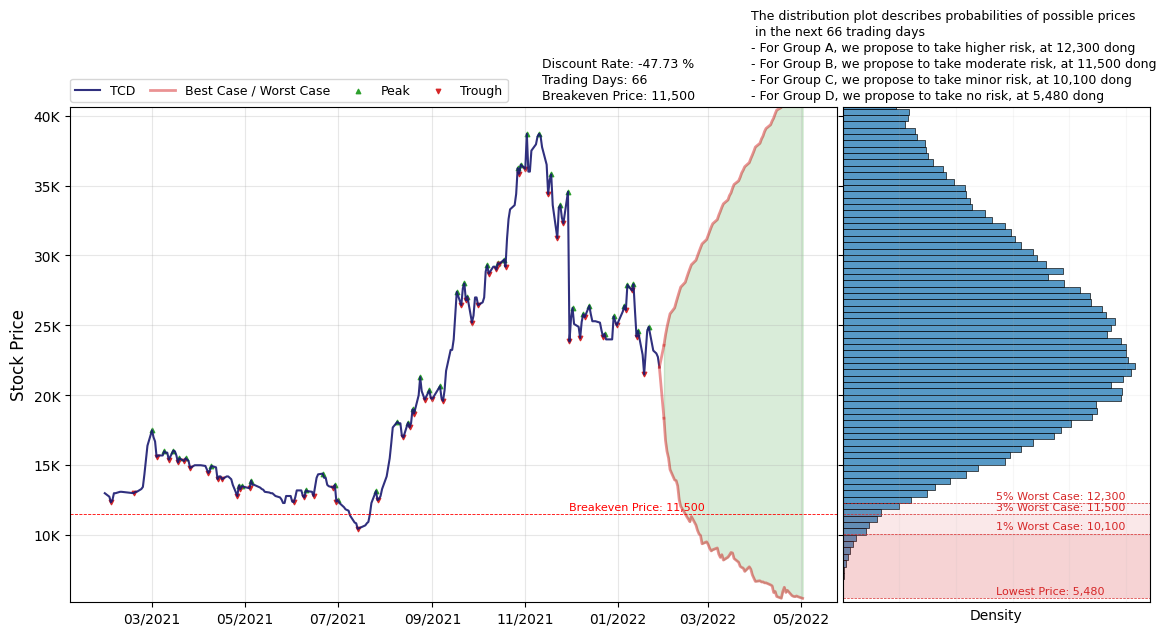 The distribution plot describes probabilities of possible prices
in the next 66 trading days
- For Group A, we propose to take higher risk, at 12,300 dong
- For Group B, we propose to take moderate risk, at 11,500 dong
- For Group C, we propose to take minor risk, at 10,100 dong
- For Group D, we propose to take no risk, at 5,480 dong
Discount Rate: -47.73 %
Trading Days: 66
Breakeven Price: 11,500
TCD
Best Case / Worst Case
Peak
Trough
Stock Price
40K
35K
30K
25K
20K
15K
10K
Breakeven Price: 11,500
03/2021
05/2021
07/2021
09/2021
11/2021
01/2022
03/2022
05/2022
5% Worst Case: 12,300
3% Worst Case: 11,500
1% Worst Case: 10,100
Lowest Price: 5,480
Density